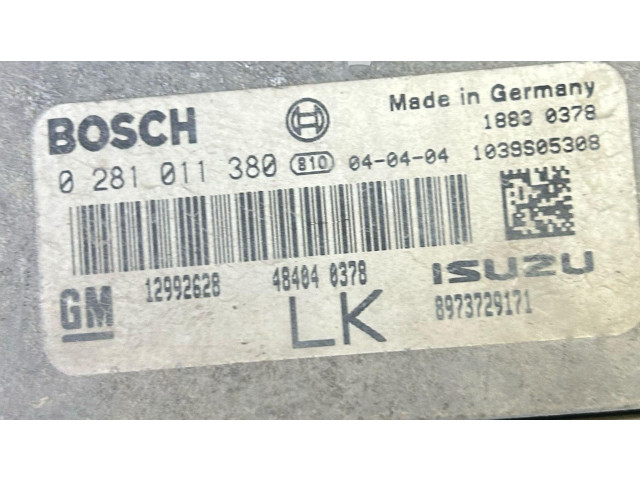 BOSCH
Made in Germany
1883 0378
0 281 011 380 810 04-04-04 1039S05308
GM 12992628 48404 0378 ISUZU
LK 8973729171